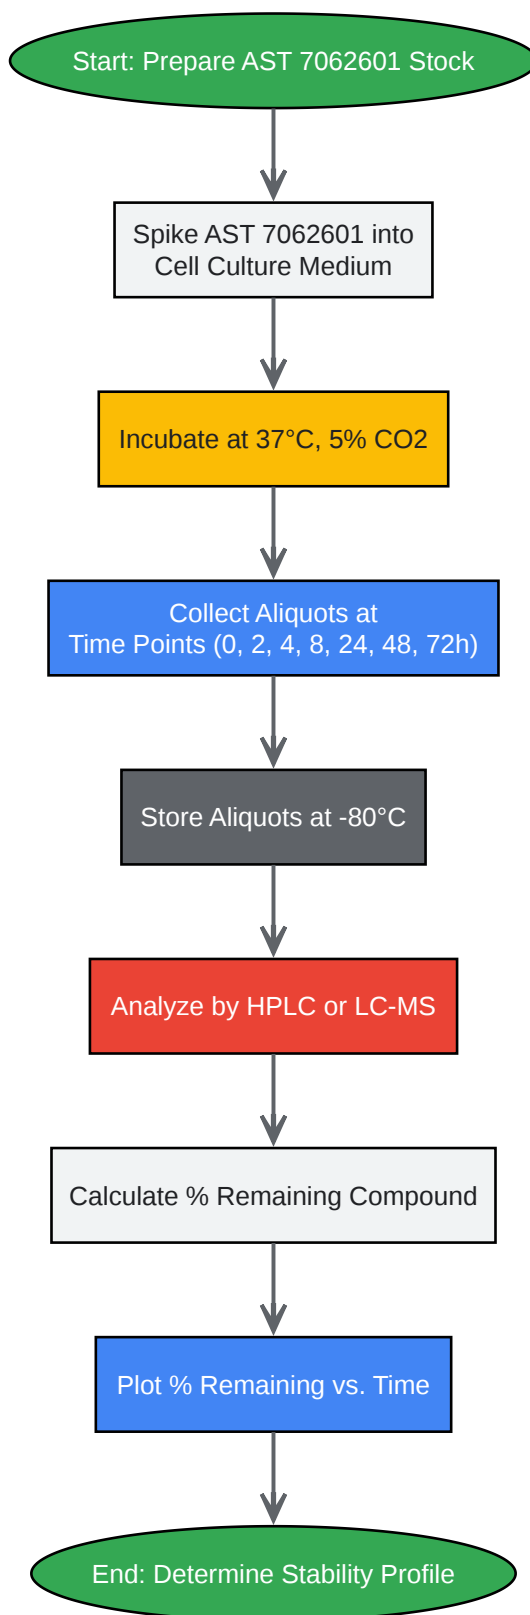 Start: Prepare AST 7062601 Stock
Spike AST 7062601 into
Cell Culture Medium
Incubate at 37°C, 5% CO2
Collect Aliquots at
Time Points (0, 2, 4, 8, 24, 48, 72h)
Store Aliquots at -80°C
Analyze by HPLC or LC-MS
Calculate % Remaining Compound
Plot % Remaining vs. Time
End: Determine Stability Profile